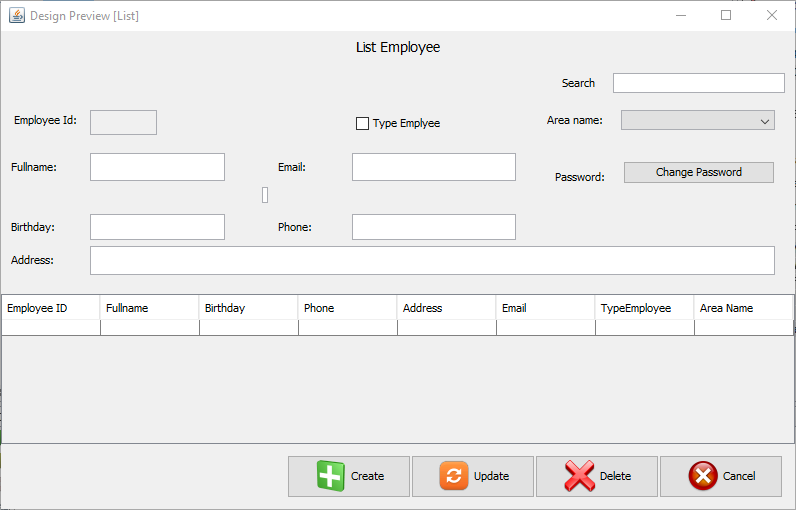 Design Preview [List]
List Employee
Search
Employee Id:
Type Emplyee
Area name:
Fullname:
Email:
Password:
Change Password
Birthday:
Phone:
Address:
Employee ID Fullname Birthday Phone Address Email TypeEmployee Area Name
Create Update Delete Cancel